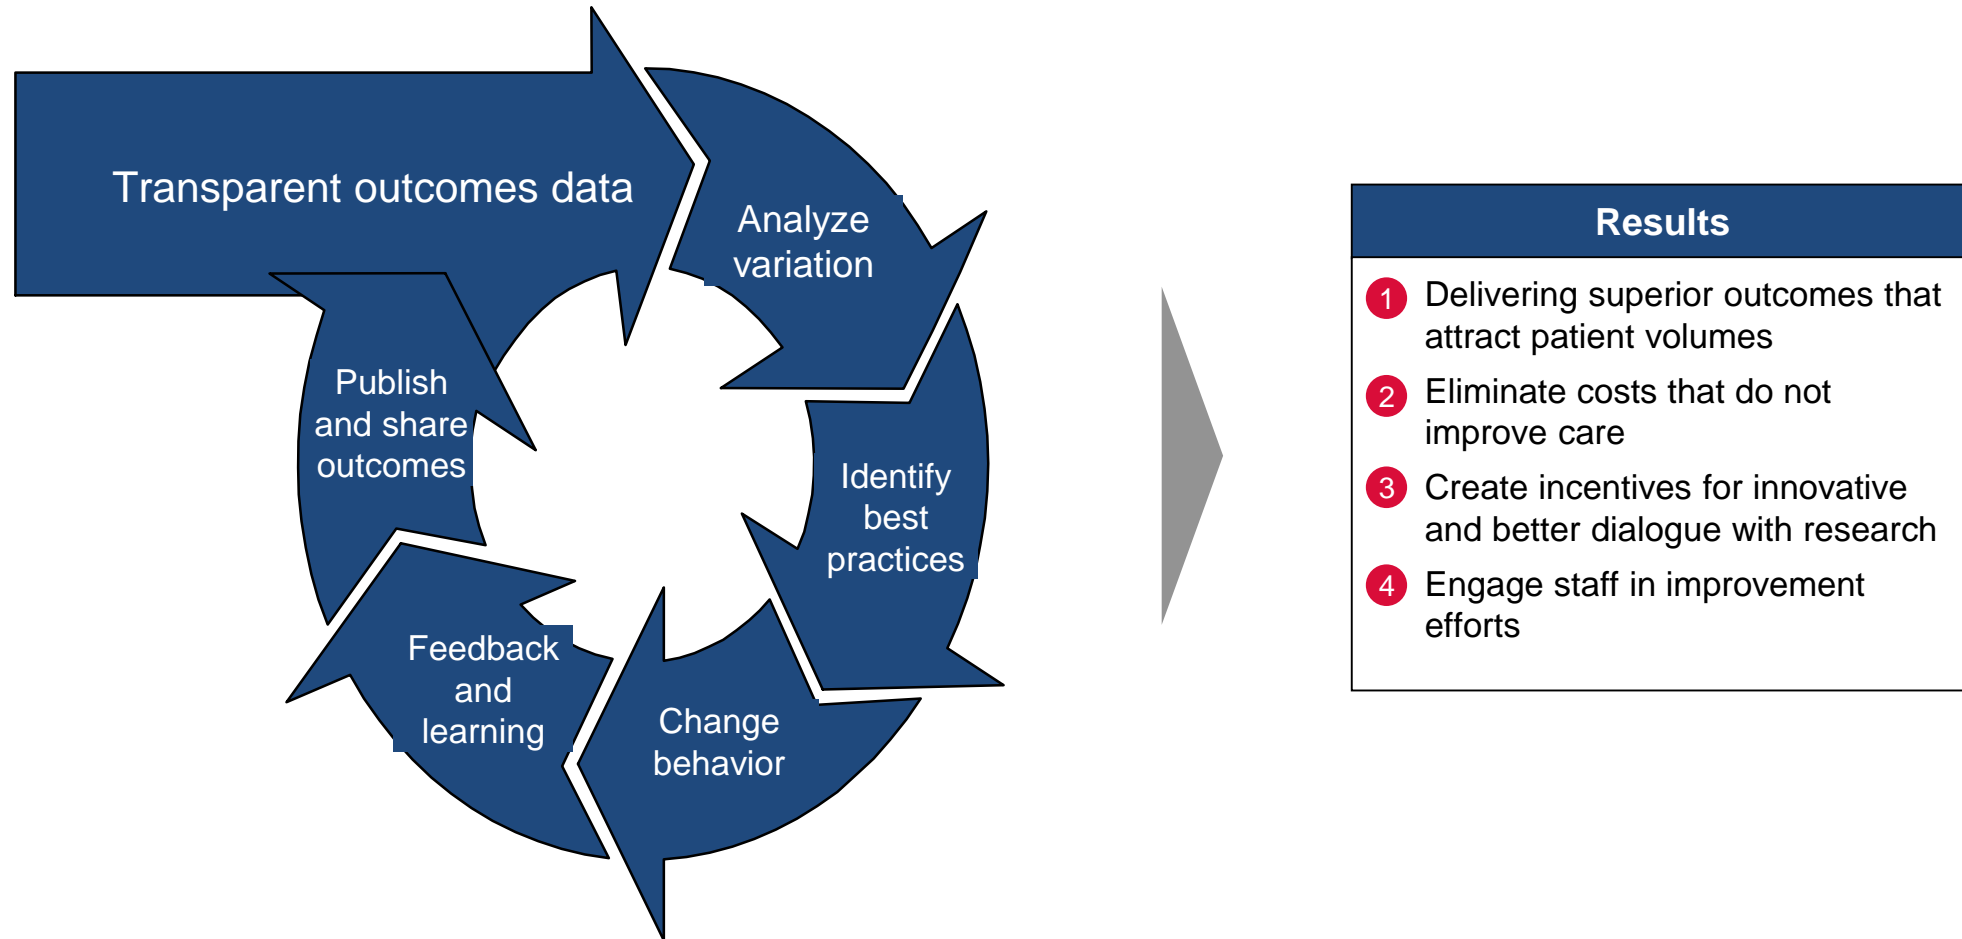 Transparent outcomes data
Analyze
variation
Identify
best
practices
Change
behavior
Feedback
and
learning
Publish
and share
outcomes
Results
1 Delivering superior outcomes that
attract patient volumes
2 Eliminate costs that do not
improve care
3 Create incentives for innovative
and better dialogue with research
4 Engage staff in improvement
efforts